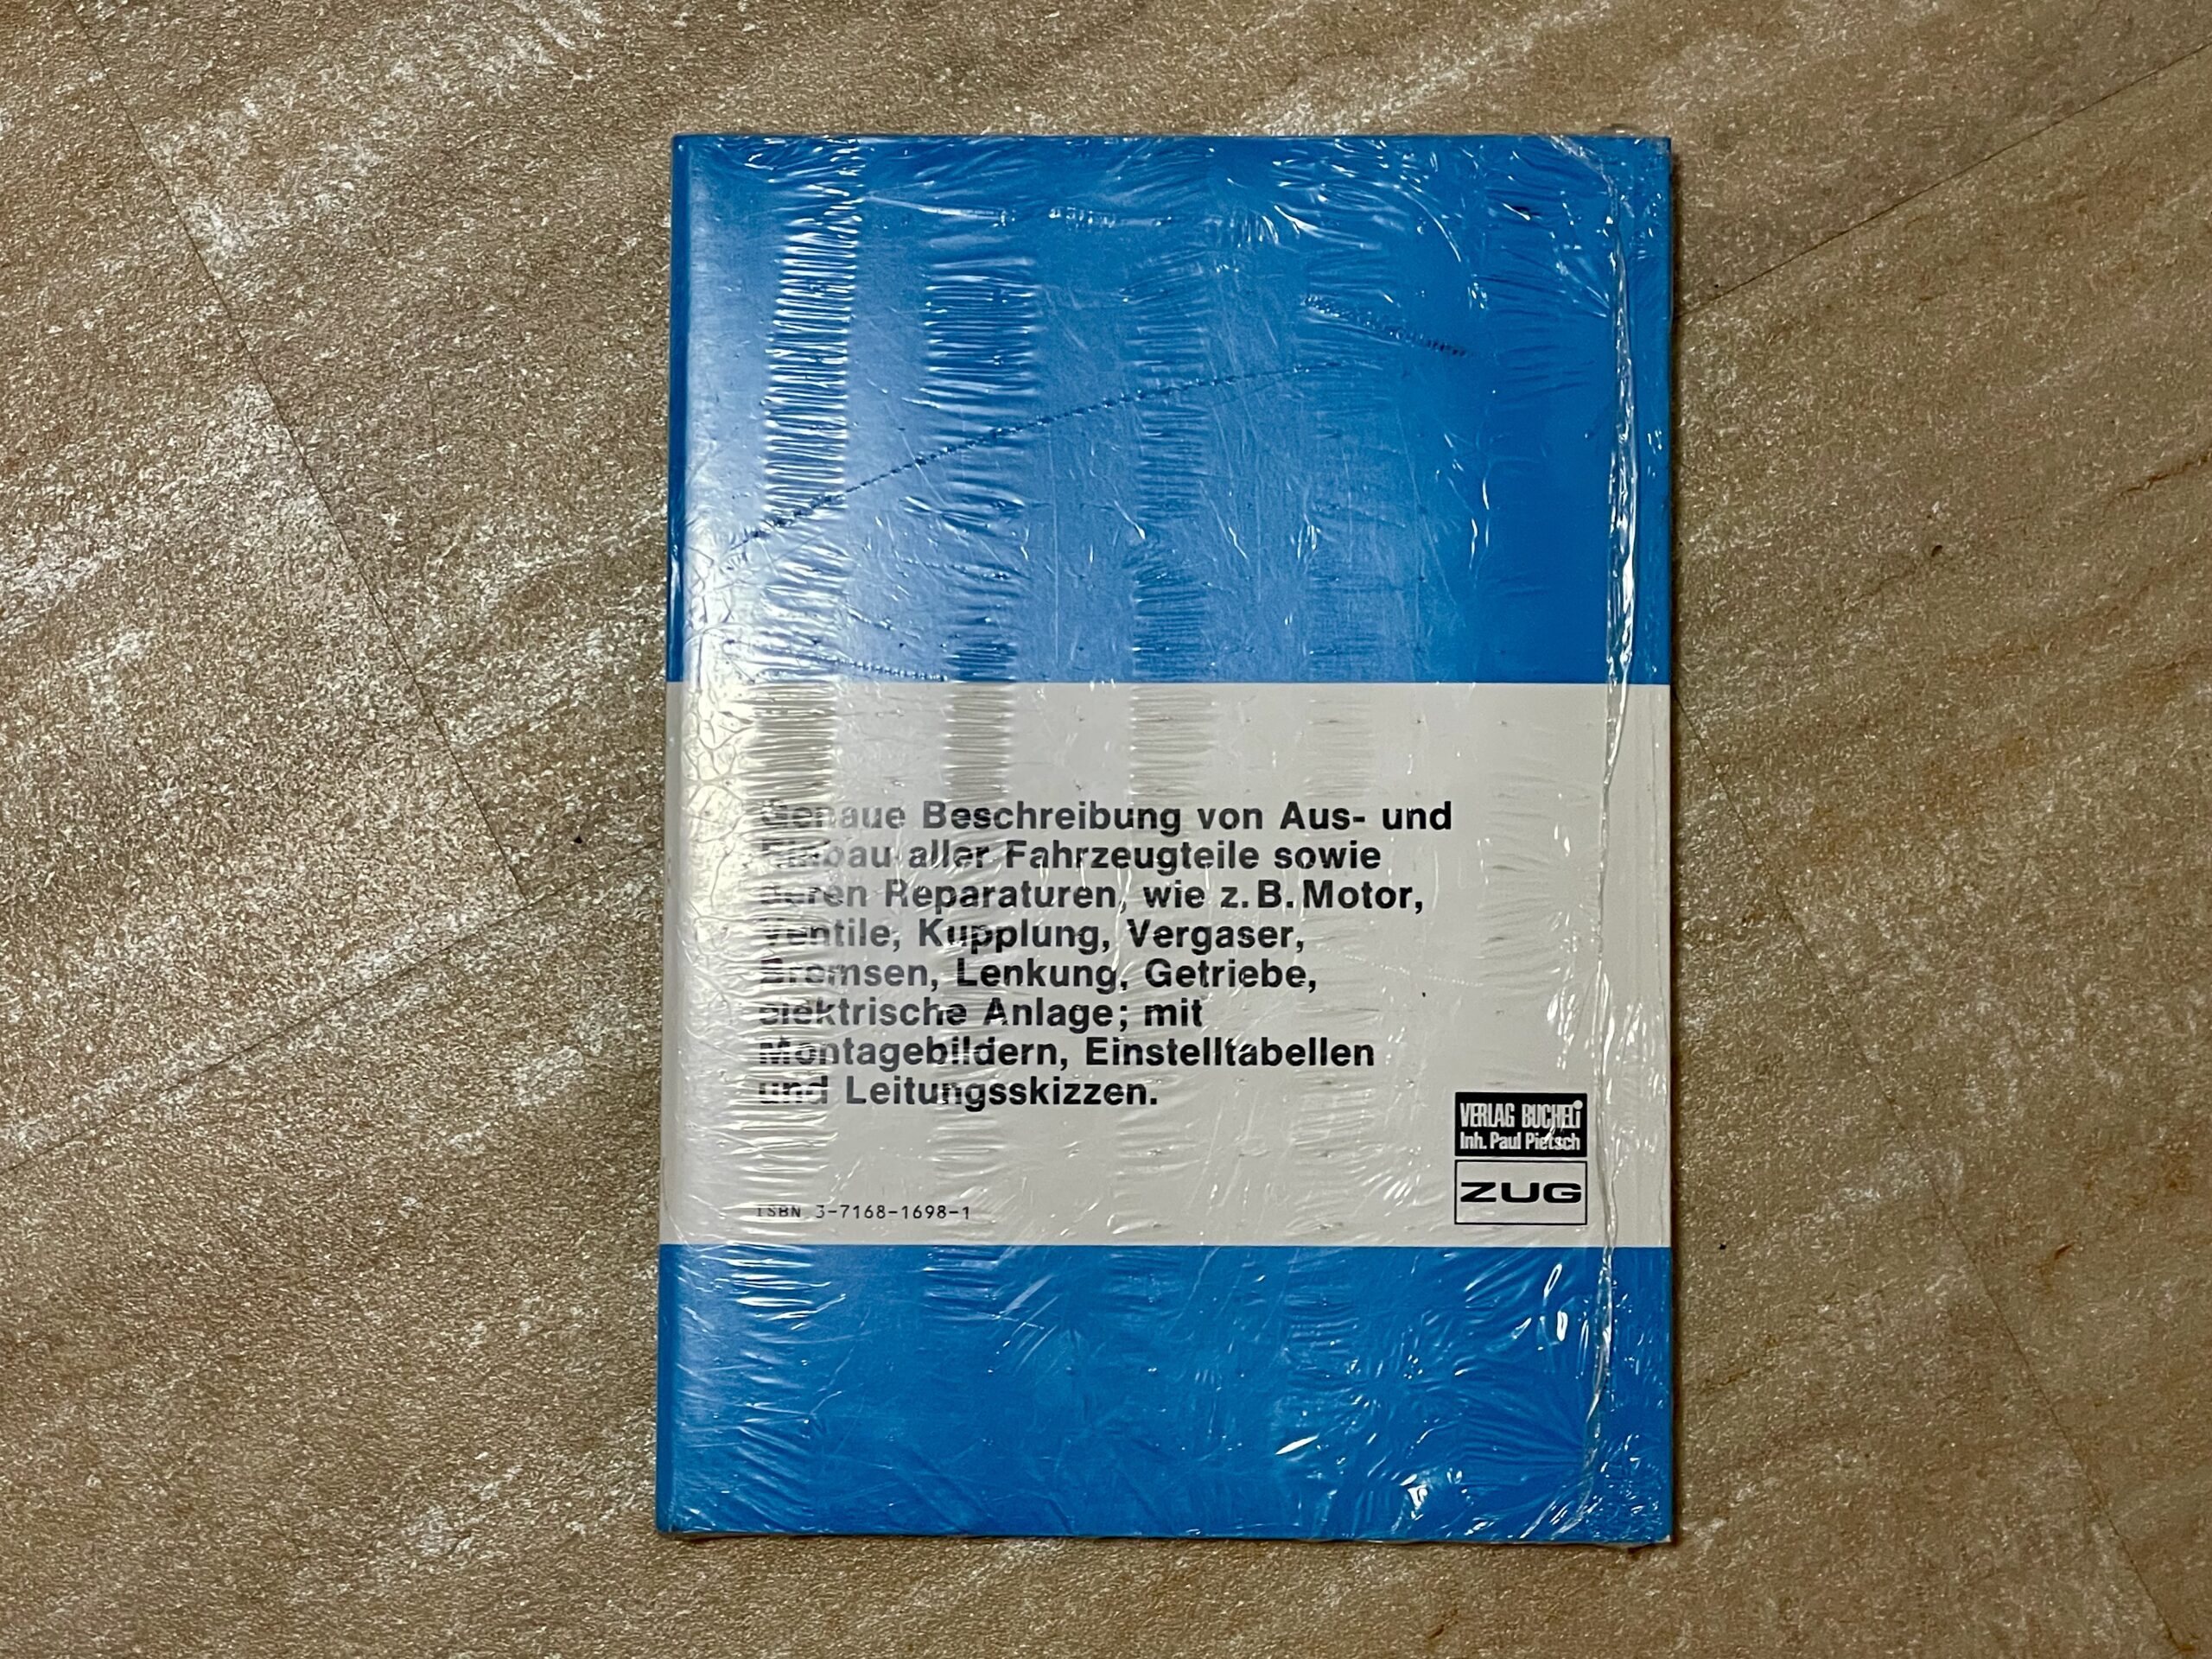 Genaue Beschreibung von Aus- und
Einbau aller Fahrzeugteile sowie
deren Reparaturen, wie z.B. Motor,
Ventile, Kupplung, Vergaser,
Bremsen, Lenkung, Getriebe,
elektrische Anlage; mit
Montagebildern, Einstelltabellen
und Leitungsskizzen.
VERLAG BUCHELI
Inh. Paul Pietsch
ZUG
ISBN 3-7168-1698-1